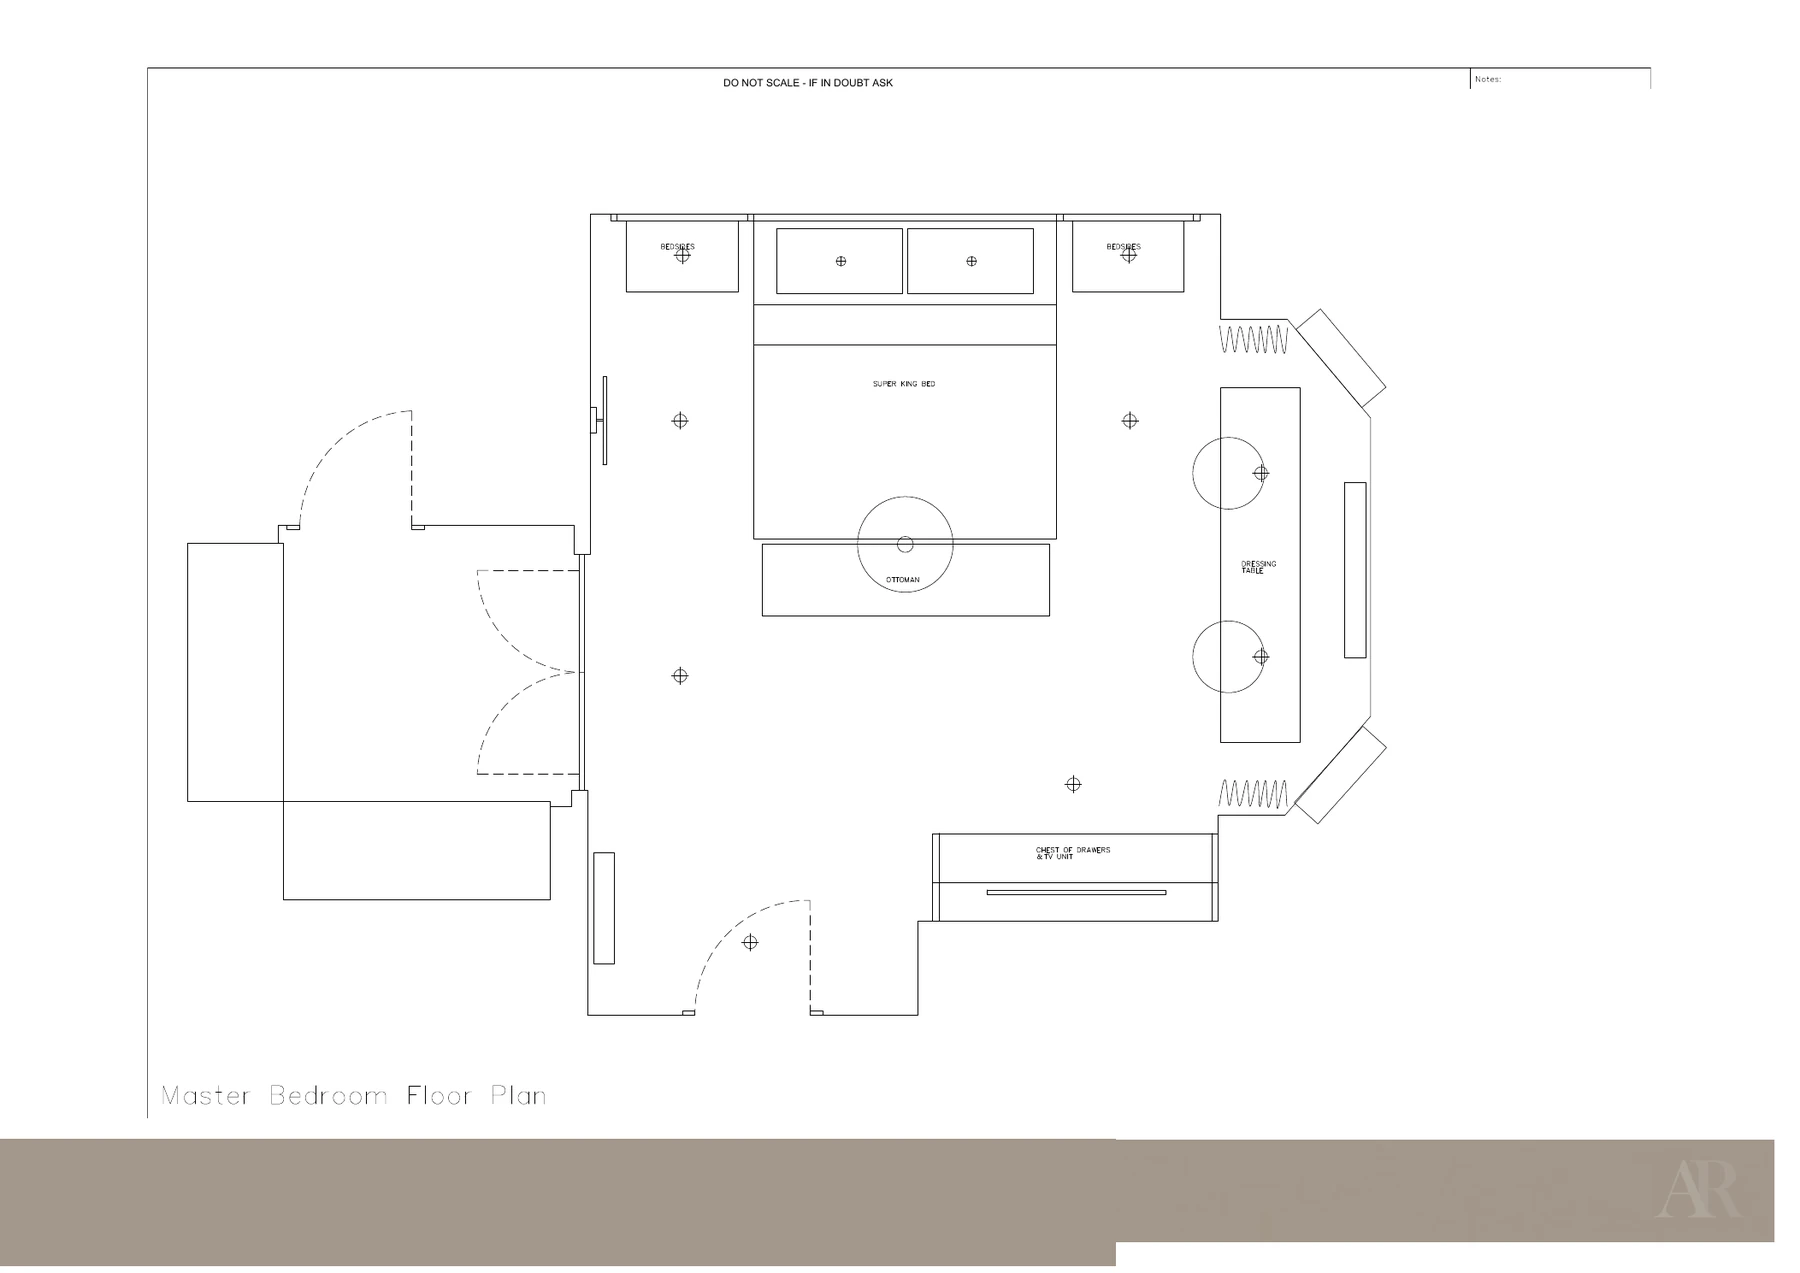 DO NOT SCALE - IF IN DOUBT ASK
Notes:
BEDSIDES
BEDSIDES
SUPER KING BED
OTTOMAN
DRESSING
TABLE
CHEST OF DRAWERS
& TV UNIT
Master Bedroom Floor Plan
AR